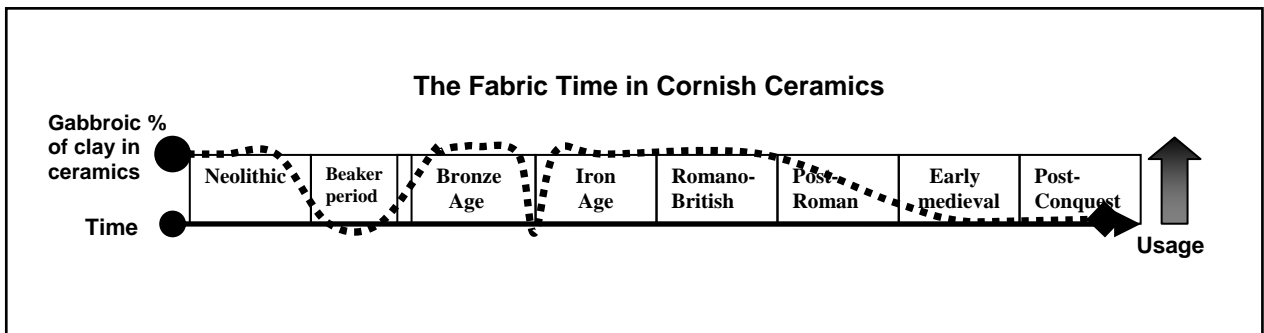 The Fabric Time in Cornish Ceramics
Gabbroic %
of clay in
ceramics
Neolithic
Beaker
period
Bronze
Age
Iron
Age
Romano-
British
Post-
Roman
Early
medieval
Post-
Conquest
Time
Usage